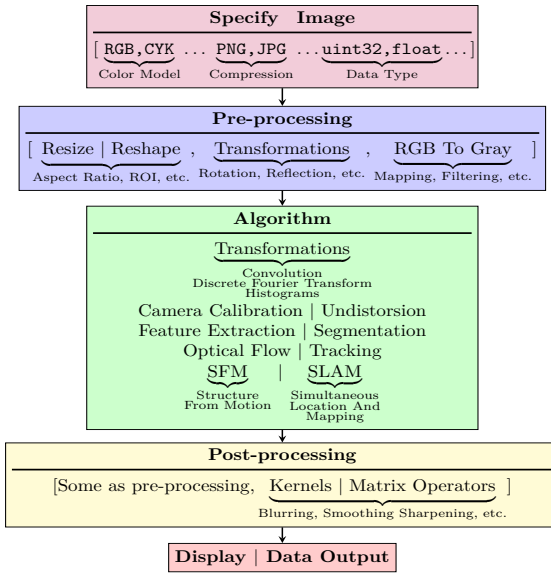 Specify Image
[ RGB,CYK ... PNG,JPG ...uint32,float...]
Color Model Compression Data Type
Pre-processing
[ Resize | Reshape , Transformations , RGB To Gray ]
Aspect Ratio, ROI, etc. Rotation, Reflection, etc. Mapping, Filtering, etc.
Algorithm
Transformations
Convolution
Discrete Fourier Transform
Histograms
Camera Calibration | Undistorsion
Feature Extraction | Segmentation
Optical Flow | Tracking
SFM | SLAM
Structure Simultaneous
From Motion Location And
Mapping
Post-processing
[Some as pre-processing, Kernels | Matrix Operators ]
Blurring, Smoothing Sharpening, etc.
Display | Data Output